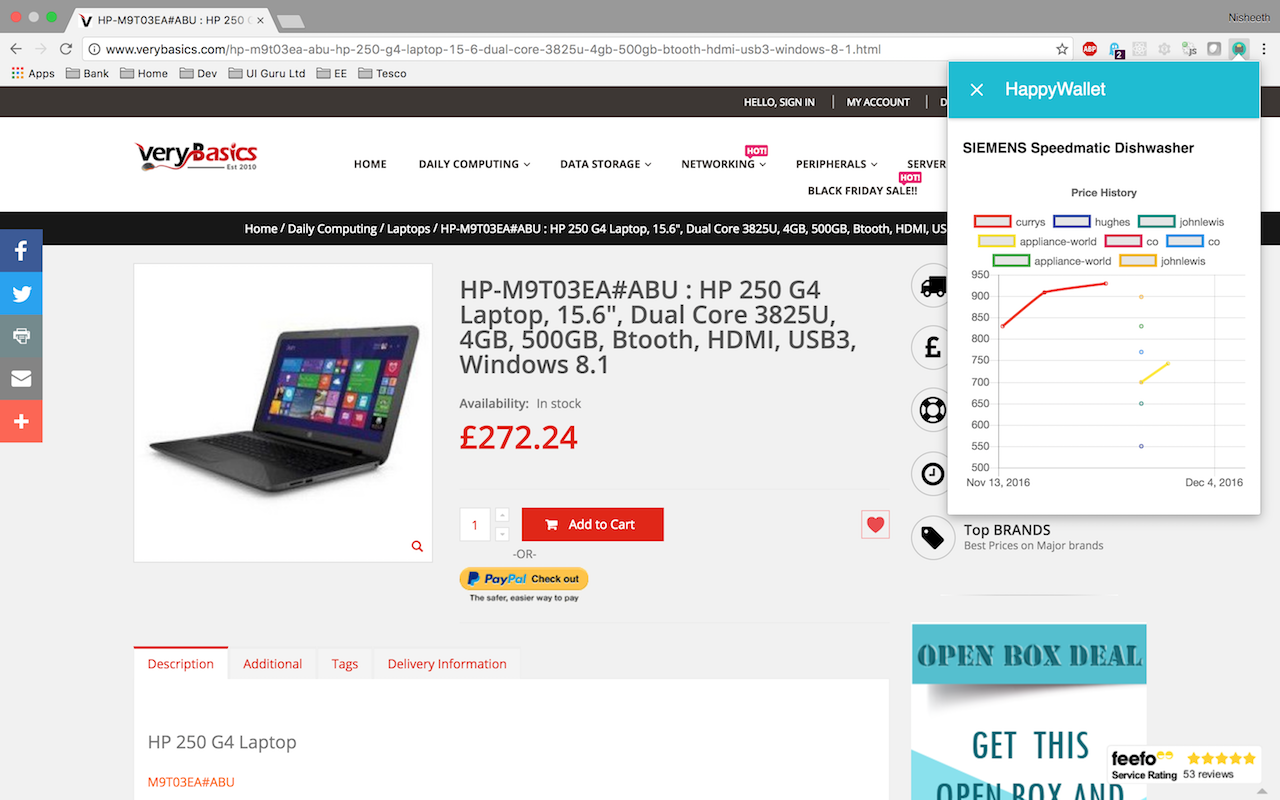 HP-M9T03EA#ABU : HP 250 G
Nisheeth
www.verybasics.com/hp-m9t03ea-abu-hp-250-g4-laptop-15-6-dual-core-3825u-4gb-500gb-btooth-hdmi-usb3-windows-8-1.html
ABP
2
js
Apps Bank Home Dev UI Guru Ltd EE Tesco
HELLO, SIGN IN | MY ACCOUNT | D
VeryBasics
Est 2010
HOME DAILY COMPUTING DATA STORAGE NETWORKING HOT! PERIPHERALS SERVER
BLACK FRIDAY SALE!! HOT!
Home / Daily Computing / Laptops / HP-M9T03EA#ABU : HP 250 G4 Laptop, 15.6", Dual Core 3825U, 4GB, 500GB, Btooth, HDMI, US
HP-M9T03EA#ABU : HP 250 G4
Laptop, 15.6", Dual Core 3825U,
4GB, 500GB, Btooth, HDMI, USB3,
Windows 8.1
Availability: In stock
£272.24
1
Add to Cart
-OR-
PayPal Check out
The safer, easier way to pay
Description Additional Tags Delivery Information
HP 250 G4 Laptop
M9T03EA#ABU
HappyWallet
SIEMENS Speedmatic Dishwasher
Price History
currys hughes johnlewis
appliance-world co co
appliance-world johnlewis
950
900
850
800
750
700
650
600
550
500
Nov 13, 2016 Dec 4, 2016
£
Top BRANDS
Best Prices on Major brands
OPEN BOX DEAL
GET THIS
OPEN BOX AND
feefo
Service Rating 53 reviews